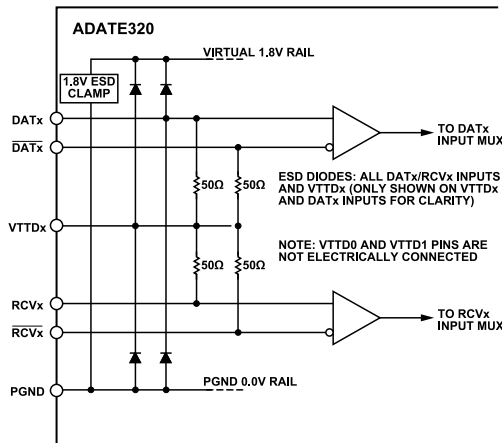 ADATE320
VIRTUAL 1.8V RAIL
1.8V ESD
CLAMP
DATx
TO DATx
INPUT MUX
DATx
ESD DIODES: ALL DATx/RCVx INPUTS
AND VTTDx (ONLY SHOWN ON VTTDx
AND DATx INPUTS FOR CLARITY)
50Ω
50Ω
VTTDx
NOTE: VTTD0 AND VTTD1 PINS ARE
NOT ELECTRICALLY CONNECTED
50Ω
50Ω
RCVx
TO RCVx
INPUT MUX
RCVx
PGND 0.0V RAIL
PGND